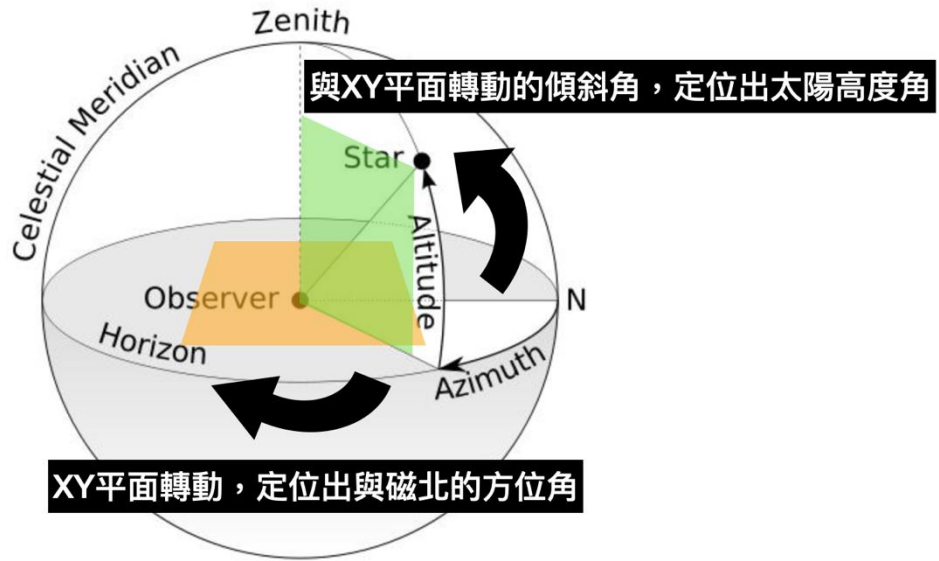 Zenith
Celestial Meridian
與XY平面轉動的傾斜角，定位出太陽高度角
Star
Altitude
Observer
N
Horizon
Azimuth
XY平面轉動，定位出與磁北的方位角